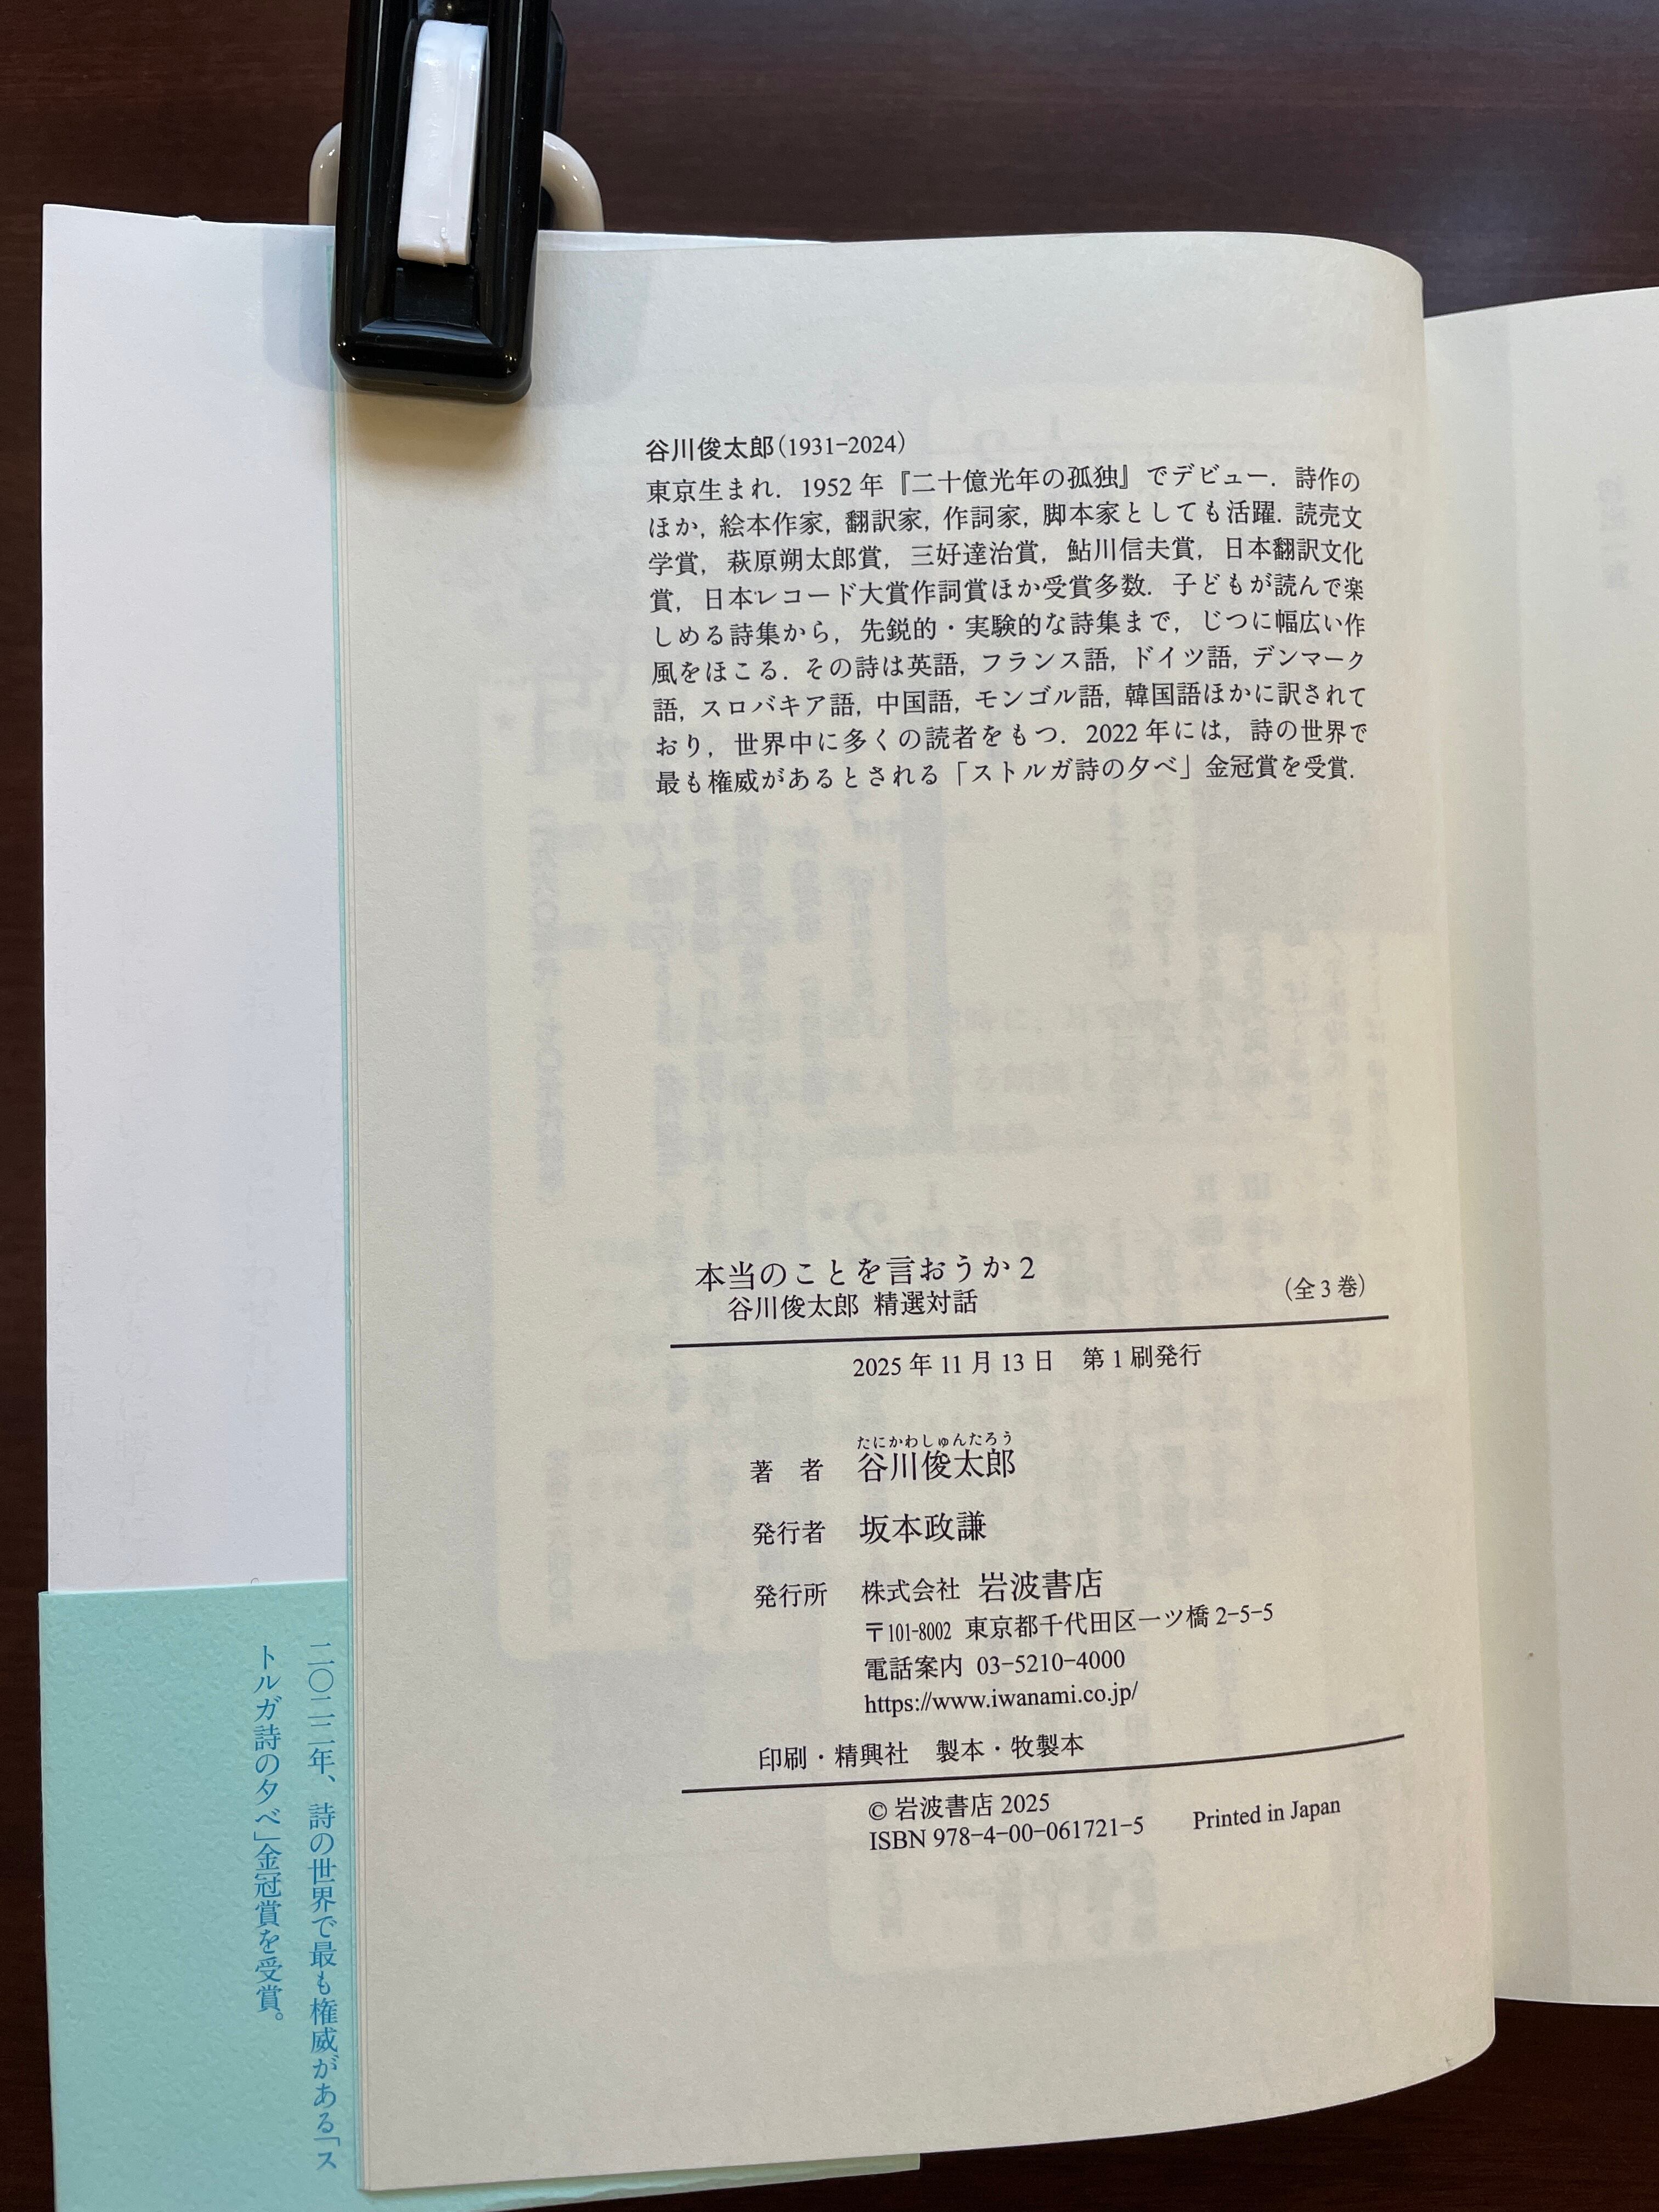 谷川俊太郎(1931-2024)
東京生まれ．1952年『二十億光年の孤独』でデビュー．詩作の
ほか，絵本作家，翻訳家，作詞家，脚本家としても活躍．読売文
学賞，萩原朔太郎賞，三好達治賞，鮎川信夫賞，日本翻訳文化
賞，日本レコード大賞作詞賞ほか受賞多数．子どもが読んで楽
しめる詩集から，先鋭的・実験的な詩集まで，じつに幅広い作
風をほこる．その詩は英語，フランス語，ドイツ語，デンマーク
語，スロバキア語，中国語，モンゴル語，韓国語ほかに訳されて
おり，世界中に多くの読者をもつ．2022年には，詩の世界で
最も権威があるとされる「ストルガ詩の夕べ」金冠賞を受賞．
本当のことを言おうか 2
谷川俊太郎 精選対話 (全3巻)
2025年11月13日 第1刷発行
たにかわしゅんたろう
著 者 谷川俊太郎
発行者 坂本政謙
発行所 株式会社 岩波書店
〒101-8002 東京都千代田区一ツ橋2-5-5
電話案内 03-5210-4000
https://www.iwanami.co.jp/
印刷・精興社 製本・牧製本
© 岩波書店 2025
ISBN 978-4-00-061721-5 Printed in Japan
二〇二二年、詩の世界で最も権威がある「ス
トルガ詩の夕べ」金冠賞を受賞。